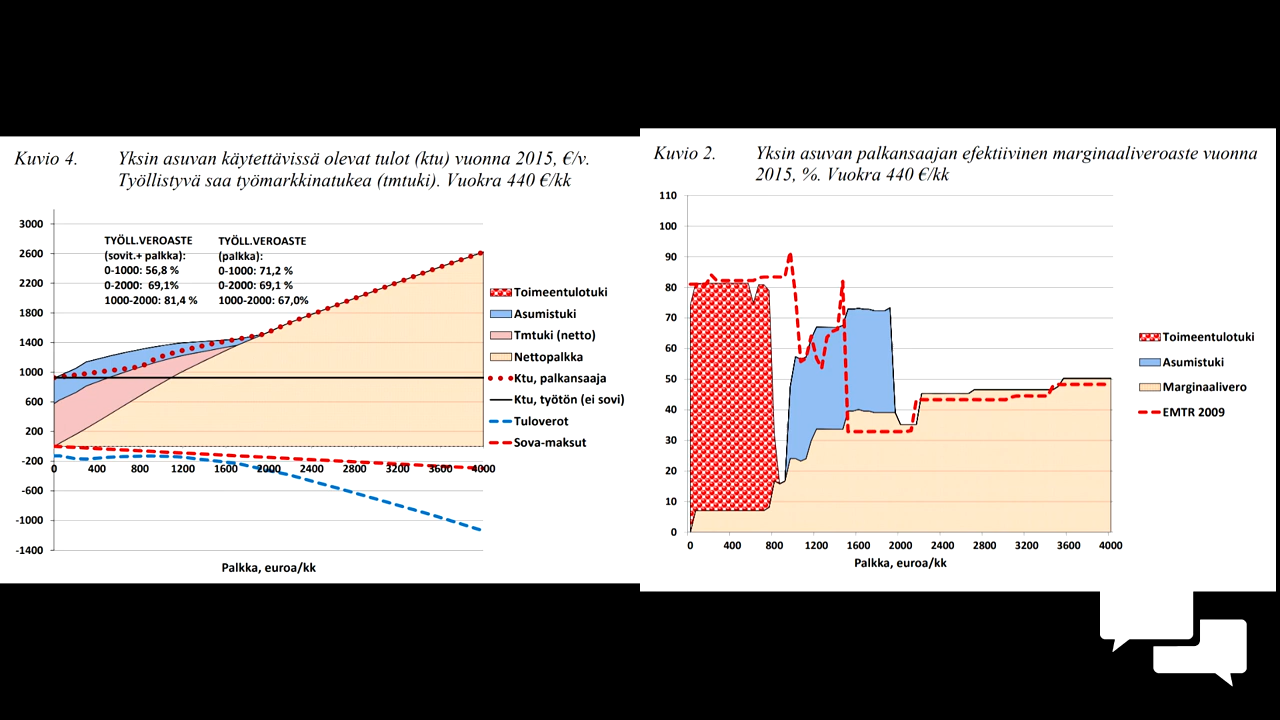 Kuvio 4. Yksin asuvan käytettävissä olevat tulot (ktu) vuonna 2015, €/v.
Työllistyvä saa työmarkkinatukea (tmtuki). Vuokra 440 €/kk
3000
2600
2200
1800
1400
1000
600
200
-200
-600
-1000
-1400
TYÖLL.VEROASTE
(sovit.+ palkka):
0-1000: 56,8 %
0-2000: 69,1%
1000-2000: 81,4 %
TYÖLL.VEROASTE
(palkka):
0-1000: 71,2 %
0-2000: 69,1 %
1000-2000: 67,0%
0 400 800 1200 1600 2000 2400 2800 3200 3600 4000
Palkka, euroa/kk
Toimeentulotuki
Asumistuki
Tmtuki (netto)
Nettopalkka
Ktu, palkansaaja
Ktu, työtön (ei sovi)
Tuloverot
Sova-maksut
Kuvio 2. Yksin asuvan palkansaajan efektiivinen marginaaliveroaste vuonna
2015, %. Vuokra 440 €/kk
110
100
90
80
70
60
50
40
30
20
10
0
0 400 800 1200 1600 2000 2400 2800 3200 3600 4000
Palkka, euroa/kk
Toimeentulotuki
Asumistuki
Marginaalivero
EMTR 2009